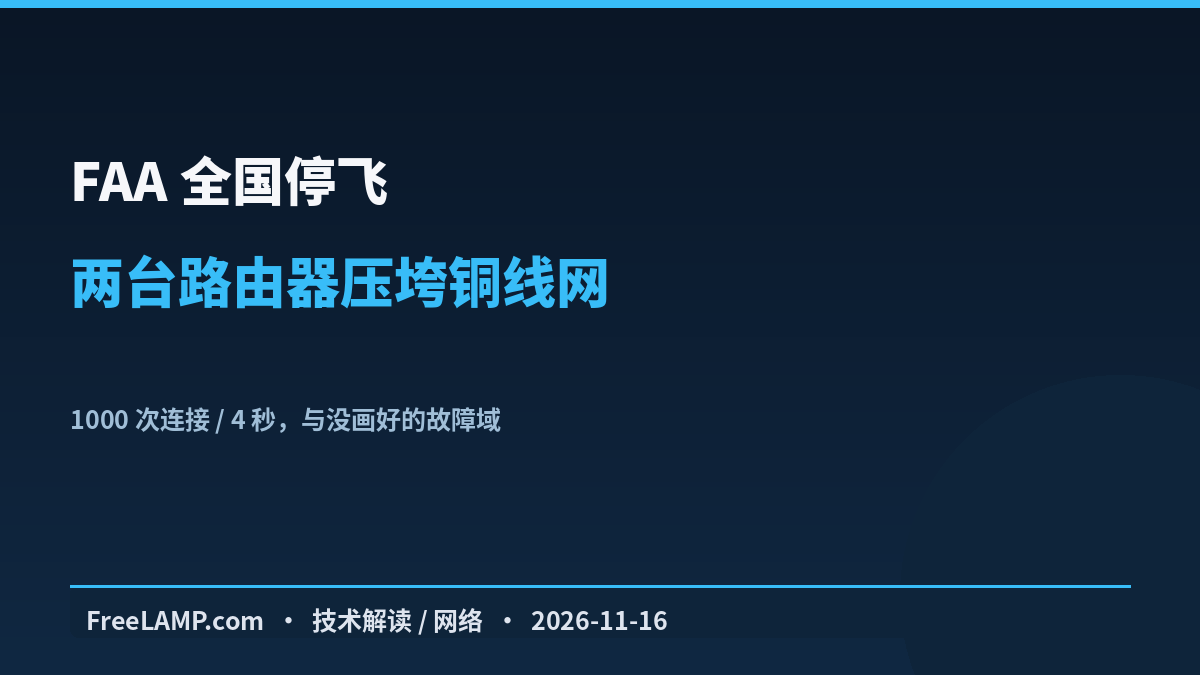 FAA 全国停飞
两台路由器压垮铜线网
1000 次连接 / 4 秒，与没画好的故障域
FreeLAMP.com · 技术解读 / 网络 · 2026-11-16